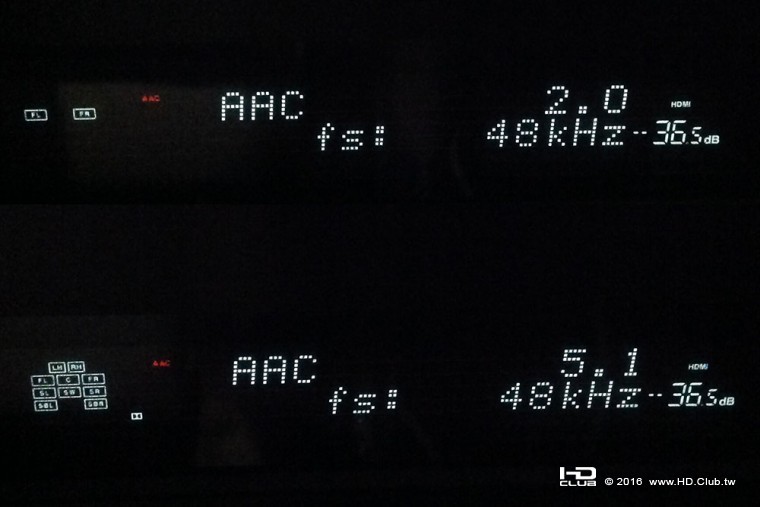 AAC
FL FR AAC 2.0 HDMI
fs: 48kHz -36.5dB
LH RH AAC AAC 5.1 HDMI
FL C FR
SL SW SR fs: 48kHz -36.5dB
SBL SBR
HD CLUB © 2016 www.HD.Club.tw